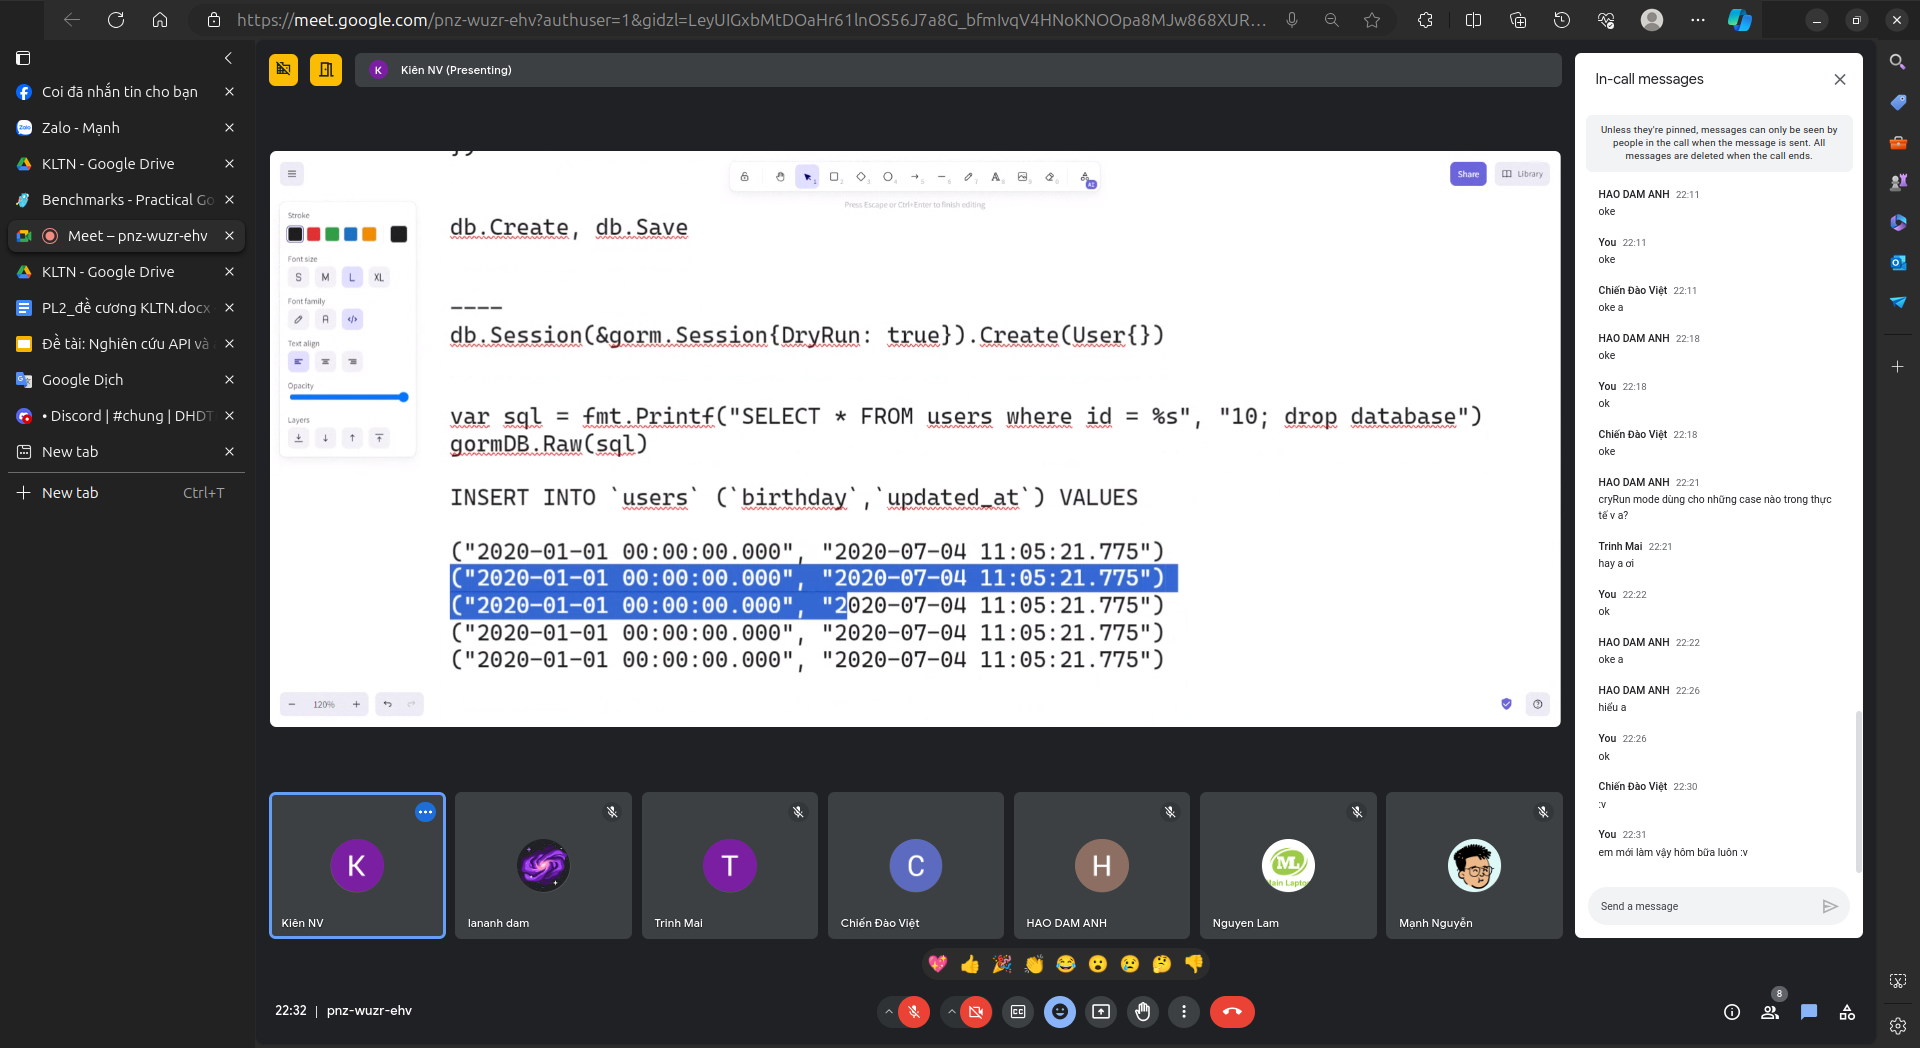 https://meet.google.com/pnz-wuzr-ehv?authuser=1&gidzl=LeyUIGxbMtDOaHr61lnOS56J7a8G_bfmIvqV4HNoKNOOpa8MJw868XUR...
Coi đã nhắn tin cho bạn
Zalo - Mạnh
KLTN - Google Drive
Benchmarks - Practical Go
Meet – pnz-wuzr-ehv
KLTN - Google Drive
PL2_đề cương KLTN.docx
Đề tài: Nghiên cứu API và
Google Dịch
• Discord | #chung | DHDT
New tab
New tab Ctrl+T
K Kiên NV (Presenting)
Press Escape or Ctrl+Enter to finish editing
Share
Library
Stroke
Font size
S M L XL
Font family
Text align
Opacity
Layers
db.Create, db.Save
----
db.Session(&gorm.Session{DryRun: true}).Create(User{})
var sql = fmt.Printf("SELECT * FROM users where id = %s", "10; drop database")
gormDB.Raw(sql)
INSERT INTO `users` (`birthday`,`updated_at`) VALUES
("2020-01-01 00:00:00.000", "2020-07-04 11:05:21.775")
("2020-01-01 00:00:00.000", "2020-07-04 11:05:21.775")
("2020-01-01 00:00:00.000", "2020-07-04 11:05:21.775")
("2020-01-01 00:00:00.000", "2020-07-04 11:05:21.775")
("2020-01-01 00:00:00.000", "2020-07-04 11:05:21.775")
120%
K
Kiên NV
lananh dam
T
Trinh Mai
C
Chiến Đào Việt
H
HAO DAM ANH
ML
Main Laptop
Nguyen Lam
Mạnh Nguyễn
22:32 | pnz-wuzr-ehv
8
In-call messages
Unless they're pinned, messages can only be seen by
people in the call when the message is sent. All
messages are deleted when the call ends.
HAO DAM ANH 22:11
oke
You 22:11
oke
Chiến Đào Việt 22:11
oke a
HAO DAM ANH 22:18
oke
You 22:18
ok
Chiến Đào Việt 22:18
oke
HAO DAM ANH 22:21
cryRun mode dùng cho những case nào trong thực
tế v a?
Trinh Mai 22:21
hay a ơi
You 22:22
ok
HAO DAM ANH 22:22
oke a
HAO DAM ANH 22:26
hiểu a
You 22:26
ok
Chiến Đào Việt 22:30
:v
You 22:31
em mới làm vậy hôm bữa luôn :v
Send a message